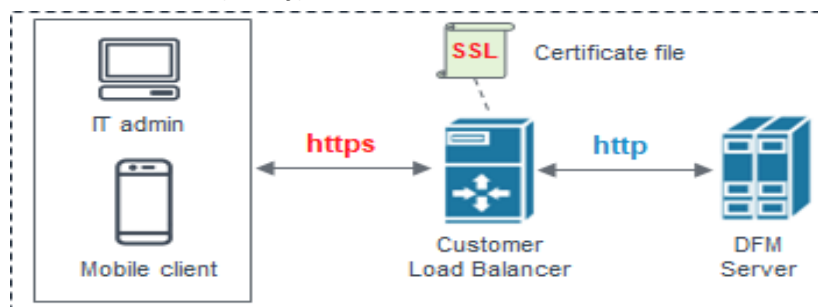 SSL
Certificate file
IT admin
https
http
Mobile client
Customer
Load Balancer
DFM
Server